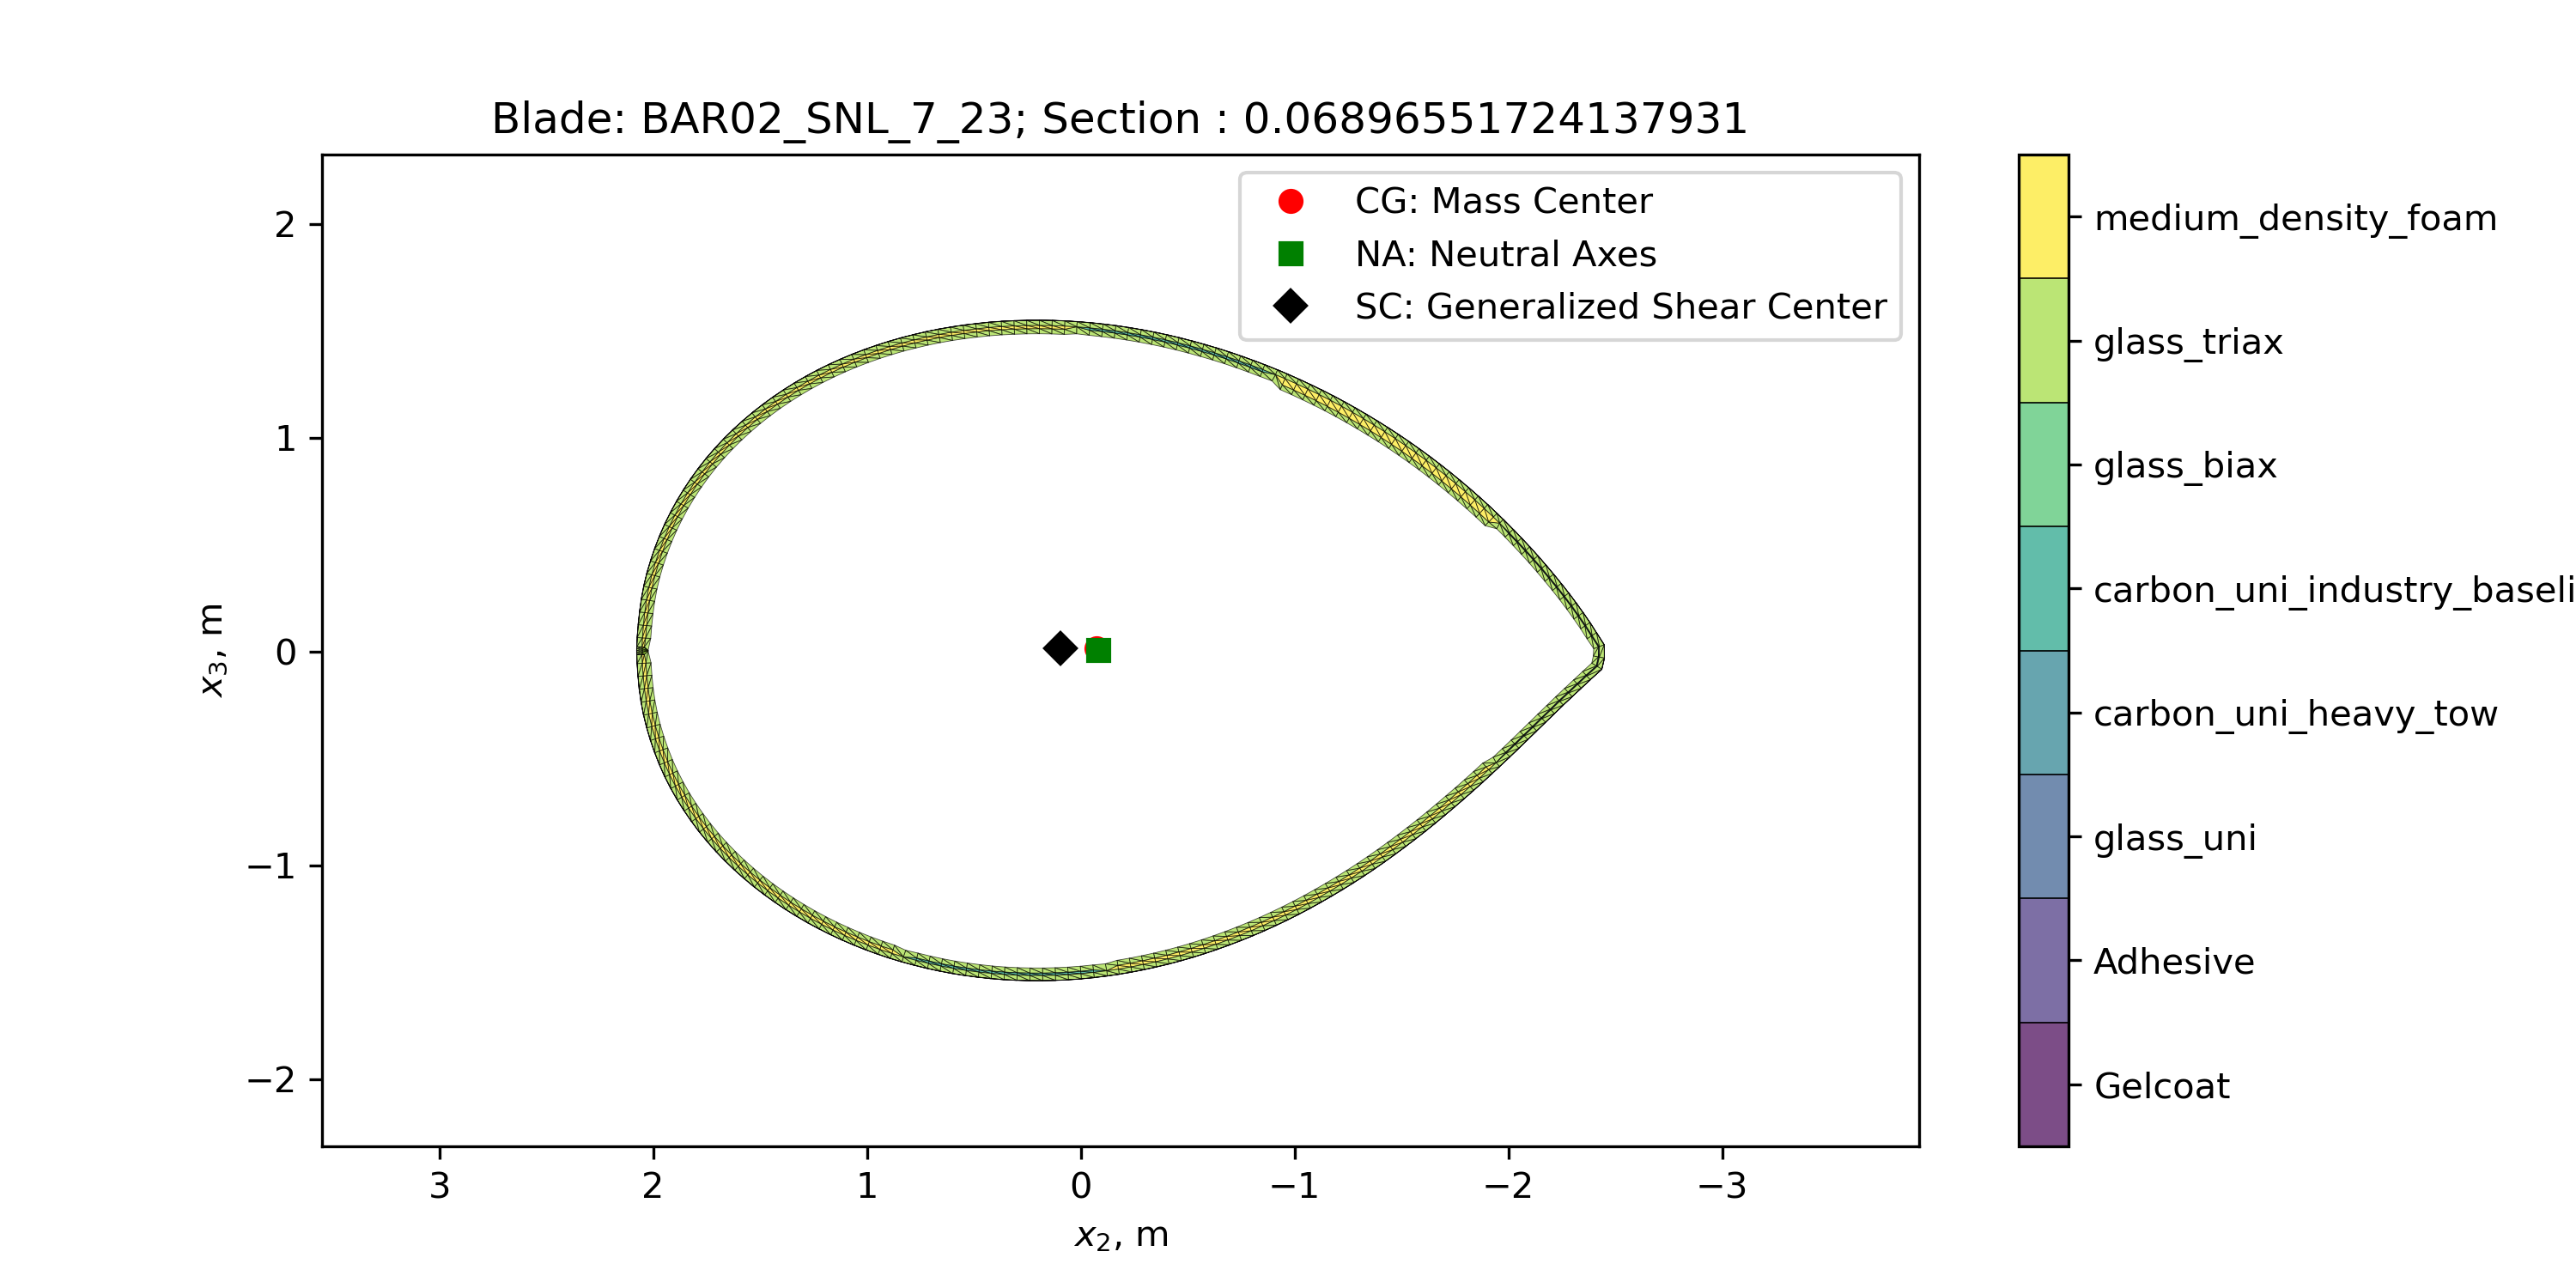 Blade: BAR02_SNL_7_23; Section : 0.06896551724137931
CG: Mass Center
NA: Neutral Axes
SC: Generalized Shear Center
2
1
0
−1
−2
x3, m
3
2
1
0
−1
−2
−3
x2, m
medium_density_foam
glass_triax
glass_biax
carbon_uni_industry_baseli
carbon_uni_heavy_tow
glass_uni
Adhesive
Gelcoat